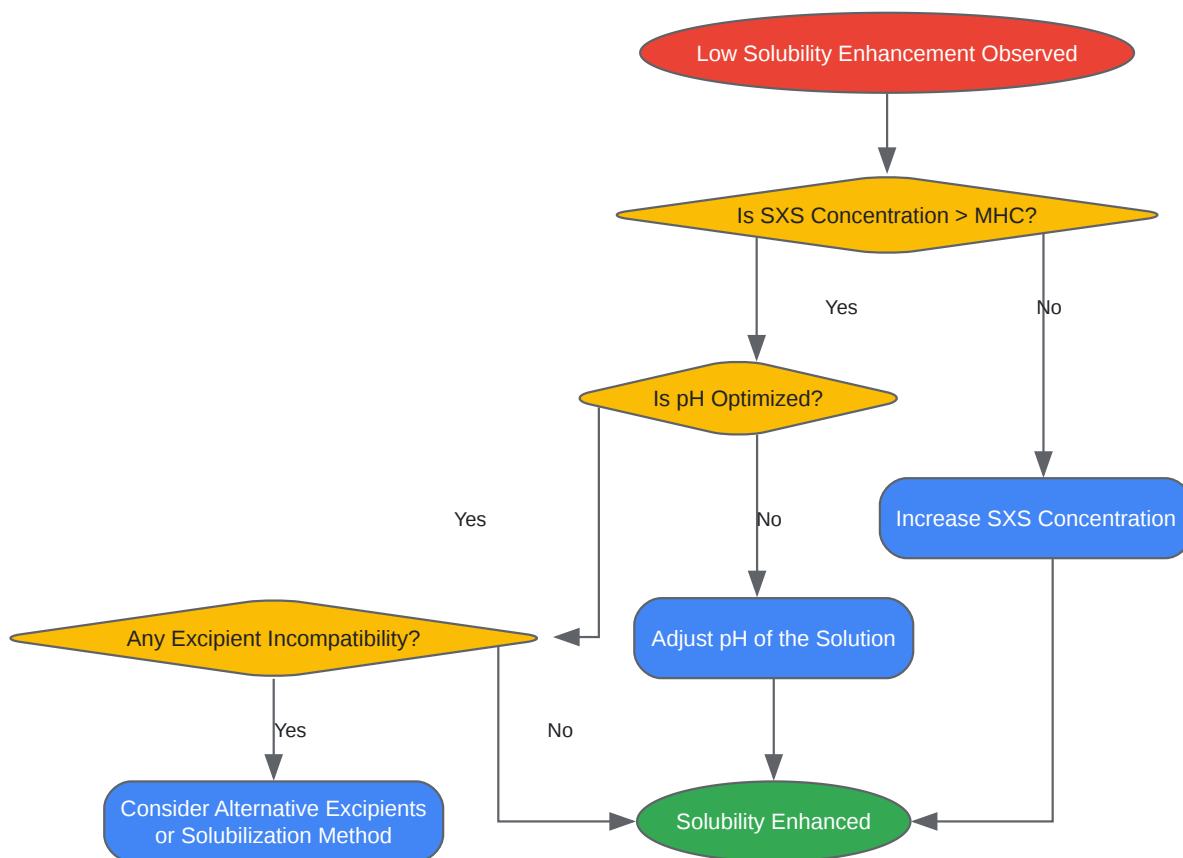 Low Solubility Enhancement Observed
Is SXS Concentration > MHC?
Yes
No
Is pH Optimized?
Increase SXS Concentration
Yes
No
Any Excipient Incompatibility?
Adjust pH of the Solution
Yes
No
Consider Alternative Excipients
or Solubilization Method
Solubility Enhanced